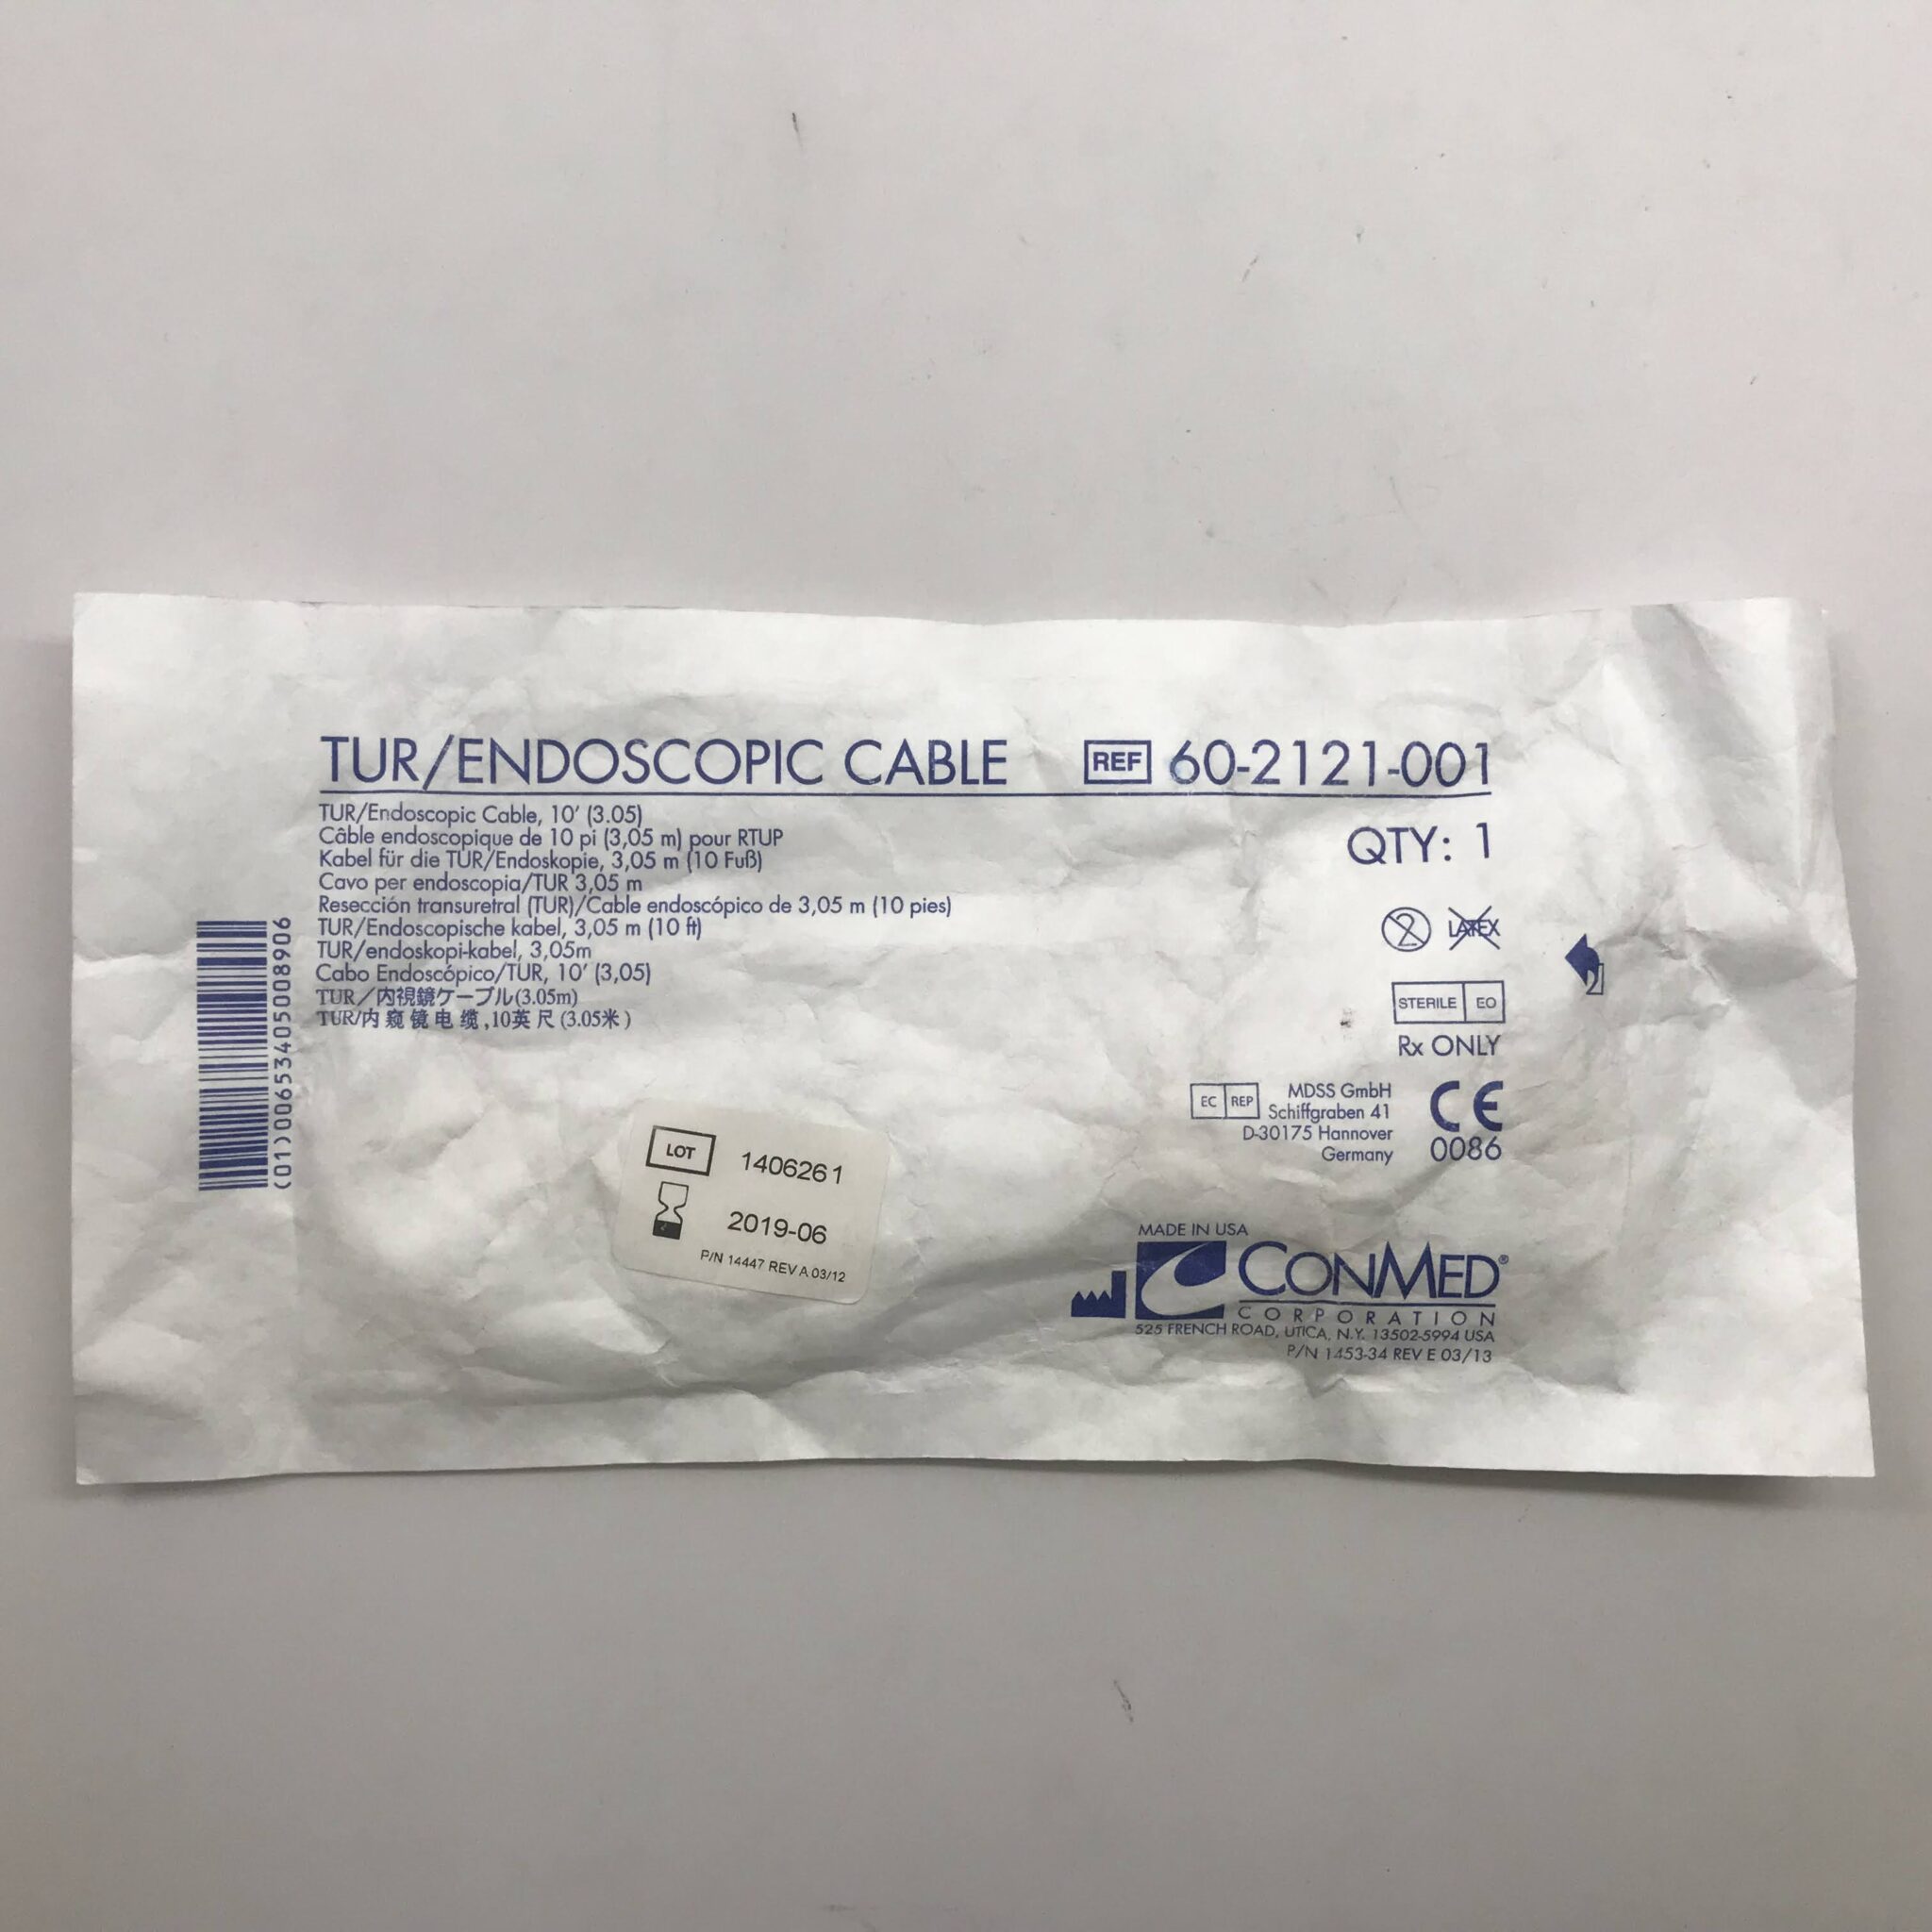 TUR/ENDOSCOPIC CABLE REF 60-2121-001
TUR/Endoscopic Cable, 10' (3.05)
Câble endoscopique de 10 pi (3,05 m) pour RTUP
Kabel für die TUR/Endoskopie, 3,05 m (10 Fuß)
Cavo per endoscopia/TUR 3,05 m
Resección transuretral (TUR)/Cable endoscópico de 3,05 m (10 pies)
TUR/Endoscopische kabel, 3,05 m (10 ft)
TUR/endoskopi-kabel, 3,05m
Cabo Endoscópico/TUR, 10' (3,05)
TUR/内視鏡ケーブル(3.05m)
TUR/内窥镜电缆,10英尺(3.05米)
(01)00653405008906
QTY: 1
2 LATEX
STERILE EO
Rx ONLY
EC REP
MDSS GmbH
Schiffgraben 41
D-30175 Hannover
Germany
CE
0086
LOT 1406261
2019-06
P/N 14447 REV A 03/12
MADE IN USA
CONMED®
CORPORATION
525 FRENCH ROAD, UTICA, N.Y. 13502-5994 USA
P/N 1453-34 REV E 03/13